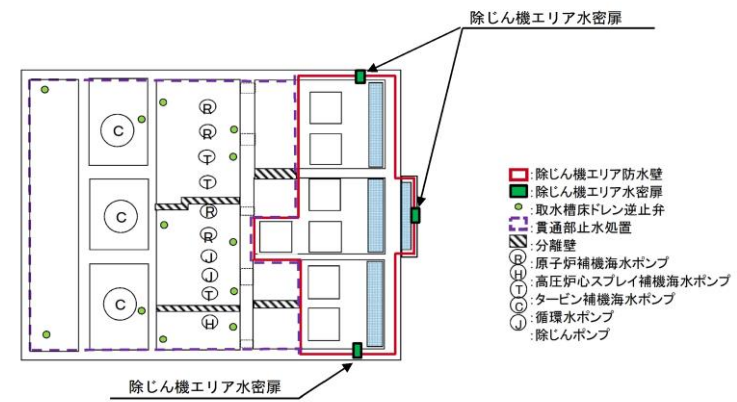 除じん機エリア水密扉
:除じん機エリア防水壁
:除じん機エリア水密扉
:取水槽床ドレン逆止弁
:貫通部止水処置
:分離壁
Ⓡ:原子炉補機海水ポンプ
Ⓗ:高圧炉心スプレイ補機海水ポンプ
Ⓣ:タービン補機海水ポンプ
Ⓒ:循環水ポンプ
Ⓙ:除じんポンプ
C
C
C
R
R
T
T
R
R
J
J
T
H
除じん機エリア水密扉